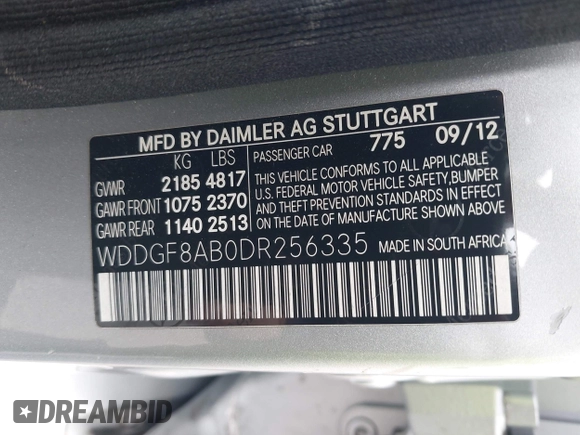 MFD BY DAIMLER AG STUTTGART
KG LBS PASSENGER CAR 775 09/12
GVWR 2185 4817
GAWR FRONT 1075 2370
GAWR REAR 1140 2513
THIS VEHICLE CONFORMS TO ALL APPLICABLE
U.S. FEDERAL MOTOR VEHICLE SAFETY, BUMPER
AND THEFT PREVENTION STANDARDS IN EFFECT
ON THE DATE OF MANUFACTURE SHOWN ABOVE.
WDDGF8AB0DR256335 MADE IN SOUTH AFRICA
DREAMBID